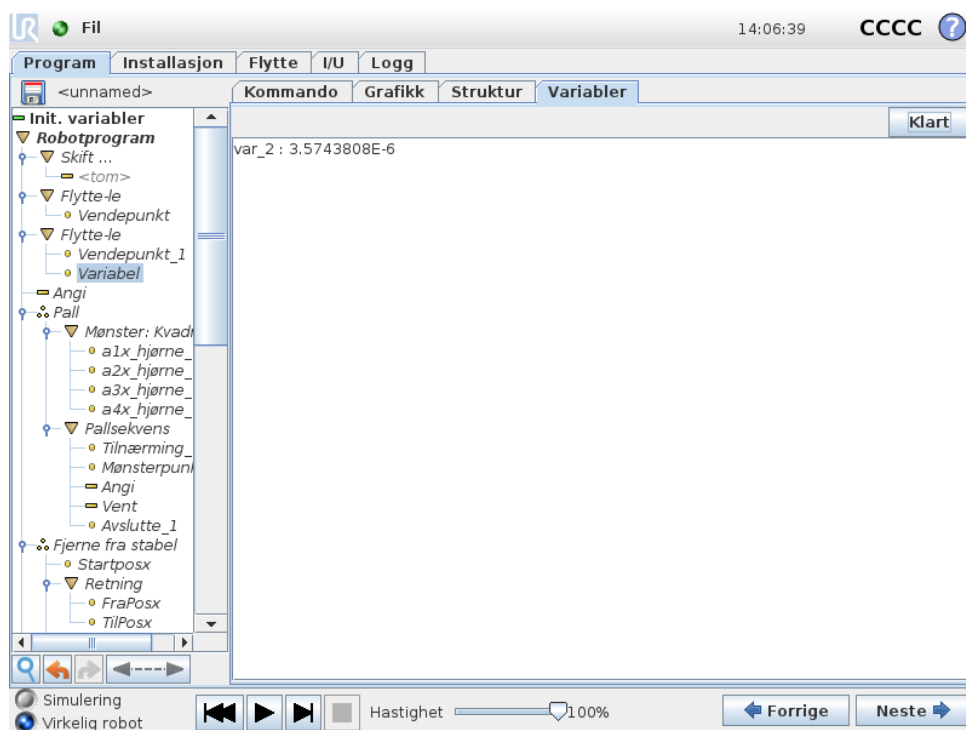 UR Fil 14:06:39 CCCC ?
Program Installasjon Flytte I/U Logg
<unnamed> Kommando Grafikk Struktur Variabler
Init. variabler
Klart
Robotprogram
var_2 : 3.5743808E-6
Skift ...
<tom>
Flytte-le
Vendepunkt
Flytte-le
Vendepunkt_1
Variabel
Angi
Pall
Mønster: Kvadr
a1x_hjørne_
a2x_hjørne_
a3x_hjørne_
a4x_hjørne_
Pallsekvens
Tilnærming_
Mønsterpunl
Angi
Vent
Avslutte_1
Fjerne fra stabel
Startposx
Retning
FraPosx
TilPosx
Simulering
Virkelig robot
Hastighet 100%
Forrige Neste